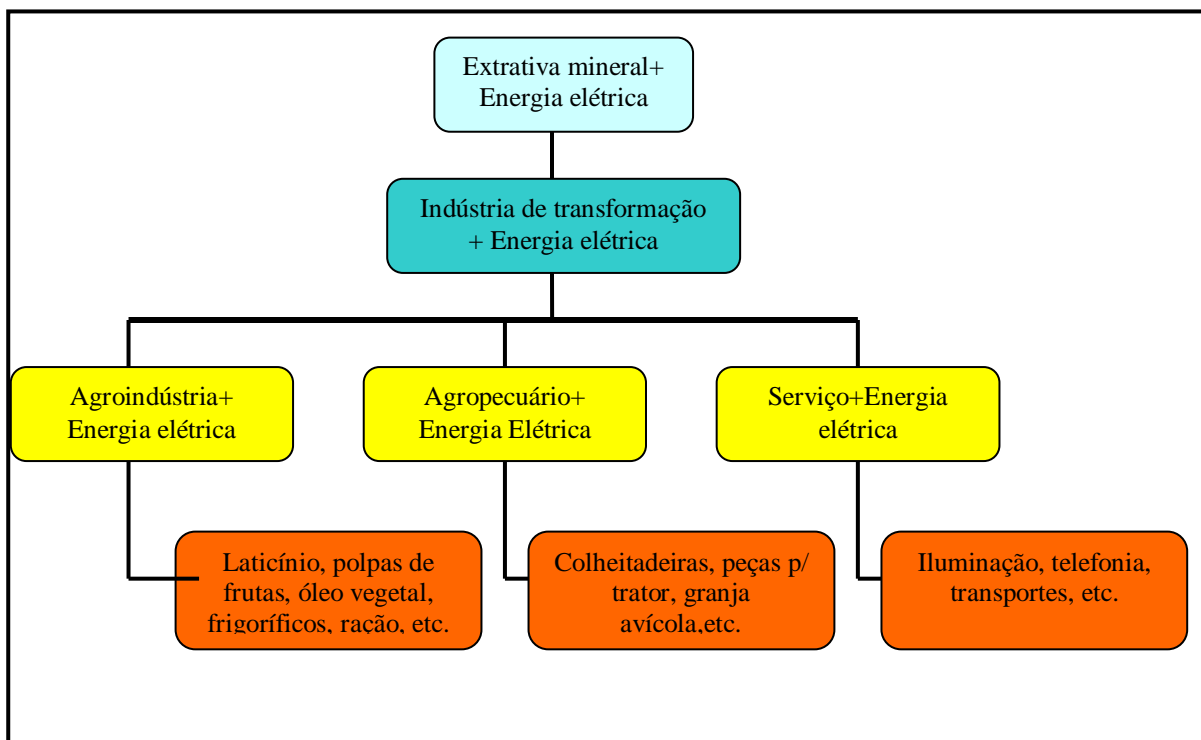 Extrativa mineral+
Energia elétrica
Indústria de transformação
+ Energia elétrica
Agroindústria+
Energia elétrica
Agropecuário+
Energia Elétrica
Serviço+Energia
elétrica
Laticínio, polpas de
frutas, óleo vegetal,
frigoríficos, ração, etc.
Colheitadeiras, peças p/
trator, granja
avícola,etc.
Iluminação, telefonia,
transportes, etc.